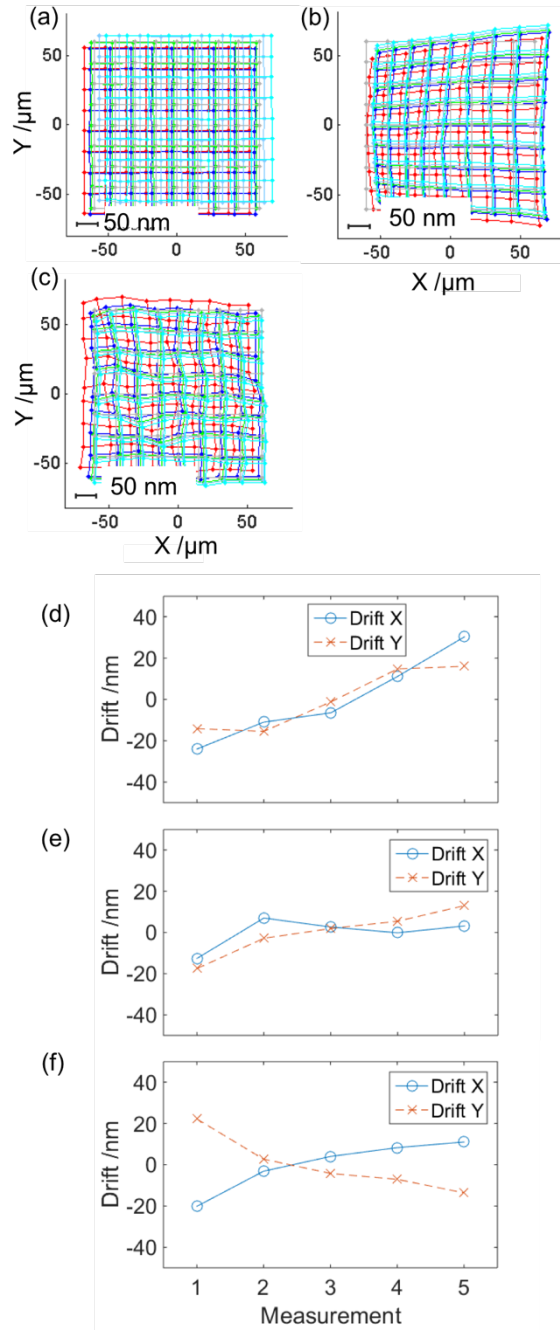 (a)
Y /µm
50
0
-50
50 nm
-50
0
50
(b)
50
0
-50
50 nm
-50
0
50
X /µm
(c)
Y /µm
50
0
-50
50 nm
-50
0
50
X /µm
(d)
Drift /nm
40
20
0
-20
-40
Drift X
Drift Y
(e)
Drift /nm
40
20
0
-20
-40
Drift X
Drift Y
(f)
Drift /nm
40
20
0
-20
-40
Drift X
Drift Y
1 2 3 4 5
Measurement